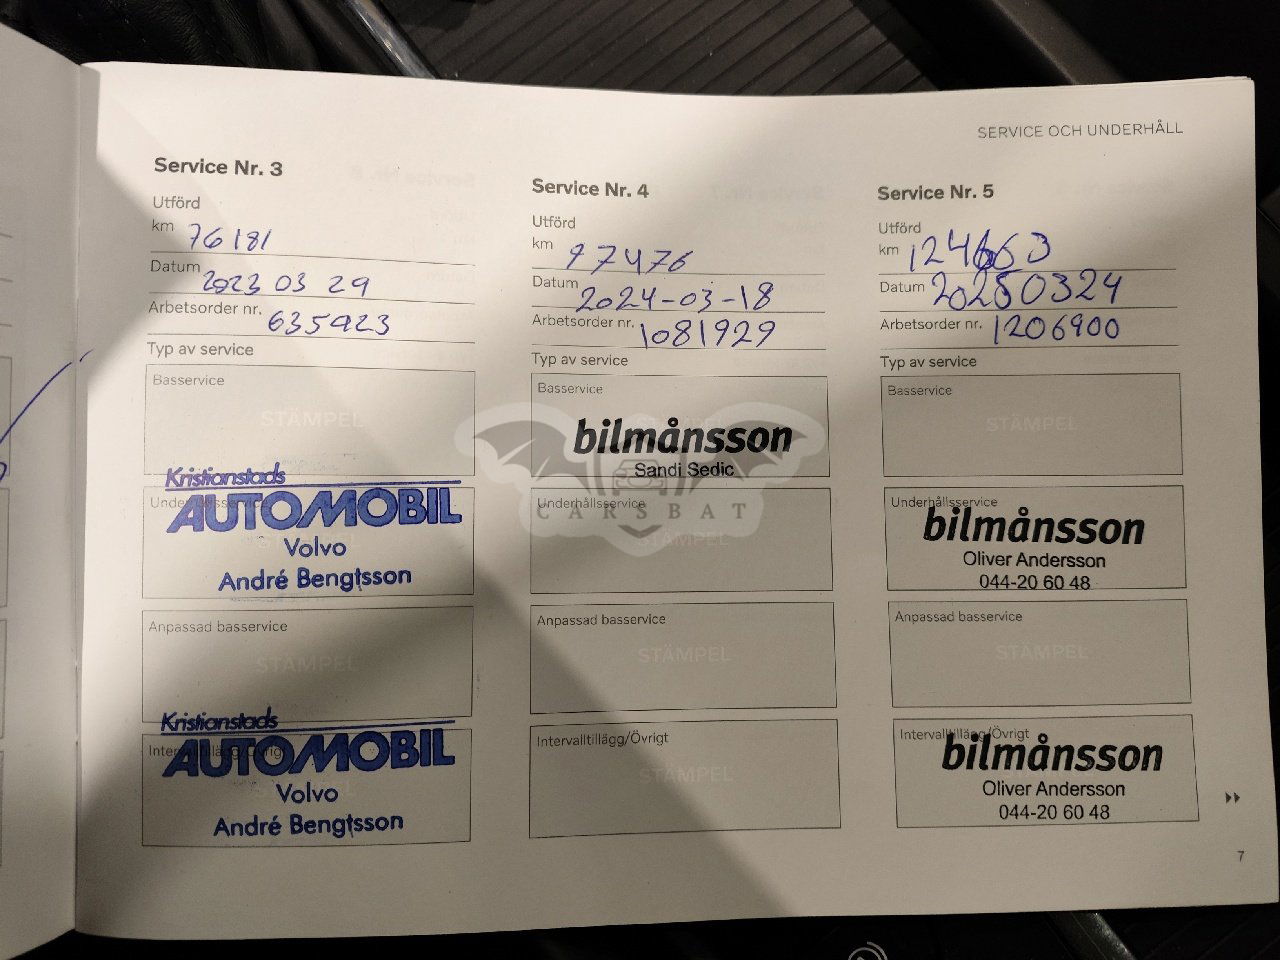 SERVICE OCH UNDERHÅLL
Service Nr. 3
Utförd
km 76181
Datum 2023 03 29
Arbetsorder nr. 635923
Typ av service
Basservice
STÄMPEL
Kristianstads
Underhållsservice
AUTOMOBIL
Volvo
André Bengtsson
Anpassad basservice
STÄMPEL
Kristianstads
Intervalltillägg/Övrigt
AUTOMOBIL
Volvo
André Bengtsson
Service Nr. 4
Utförd
km 97476
Datum 2024-03-18
Arbetsorder nr. 1081929
Typ av service
Basservice
bilmånsson
Sandi Sedic
Underhållsservice
CARSBAT
STÄMPEL
Anpassad basservice
STÄMPEL
Intervalltillägg/Övrigt
STÄMPEL
Service Nr. 5
Utförd
km 124663
Datum 20250324
Arbetsorder nr. 1206900
Typ av service
Basservice
STÄMPEL
Underhållsservice
bilmånsson
Oliver Andersson
044-20 60 48
Anpassad basservice
STÄMPEL
Intervalltillägg/Övrigt
bilmånsson
Oliver Andersson
044-20 60 48
7